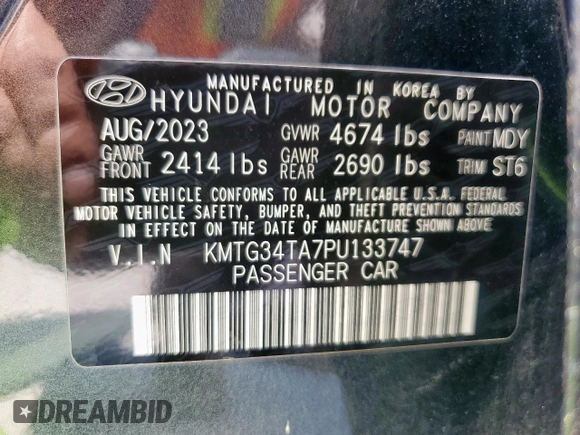 MANUFACTURED IN KOREA BY
HYUNDAI MOTOR COMPANY
AUG/2023 GVWR 4674 lbs PAINT MDY
GAWR FRONT 2414 lbs GAWR REAR 2690 lbs TRIM ST6
THIS VEHICLE CONFORMS TO ALL APPLICABLE U.S.A. FEDERAL
MOTOR VEHICLE SAFETY, BUMPER, AND THEFT PREVENTION STANDARDS
IN EFFECT ON THE DATE OF MANUFACTURE SHOWN ABOVE.
V.I.N KMTG34TA7PU133747
PASSENGER CAR
DREAMBID